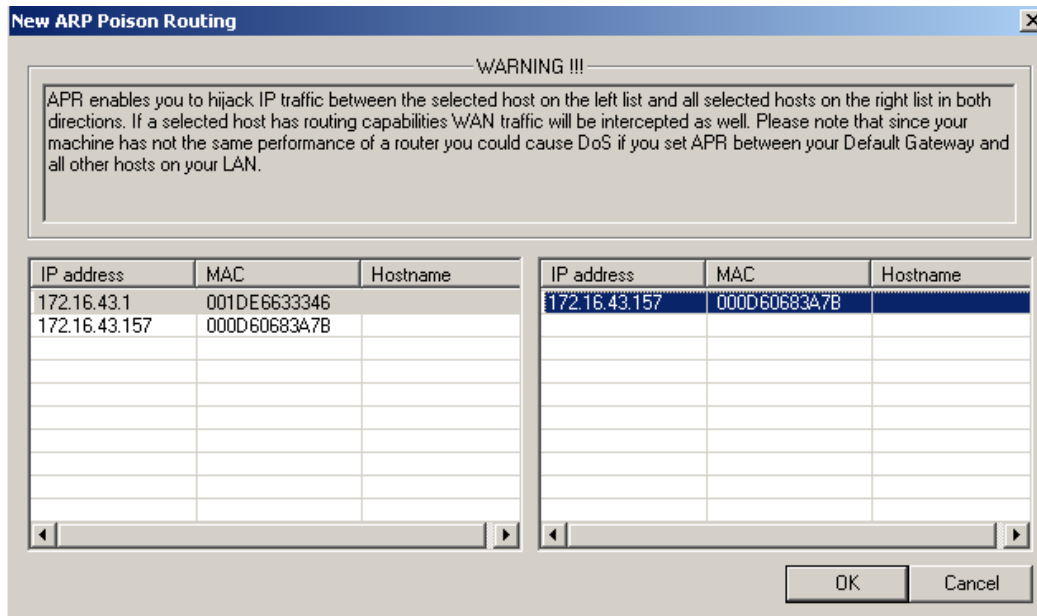 New ARP Poison Routing
WARNING !!!
APR enables you to hijack IP traffic between the selected host on the left list and all selected hosts on the right list in both
directions. If a selected host has routing capabilities WAN traffic will be intercepted as well. Please note that since your
machine has not the same performance of a router you could cause DoS if you set APR between your Default Gateway and
all other hosts on your LAN.
IP address MAC Hostname
172.16.43.1 001DE6633346
172.16.43.157 000D60683A7B
IP address MAC Hostname
172.16.43.157 000D60683A7B
OK Cancel